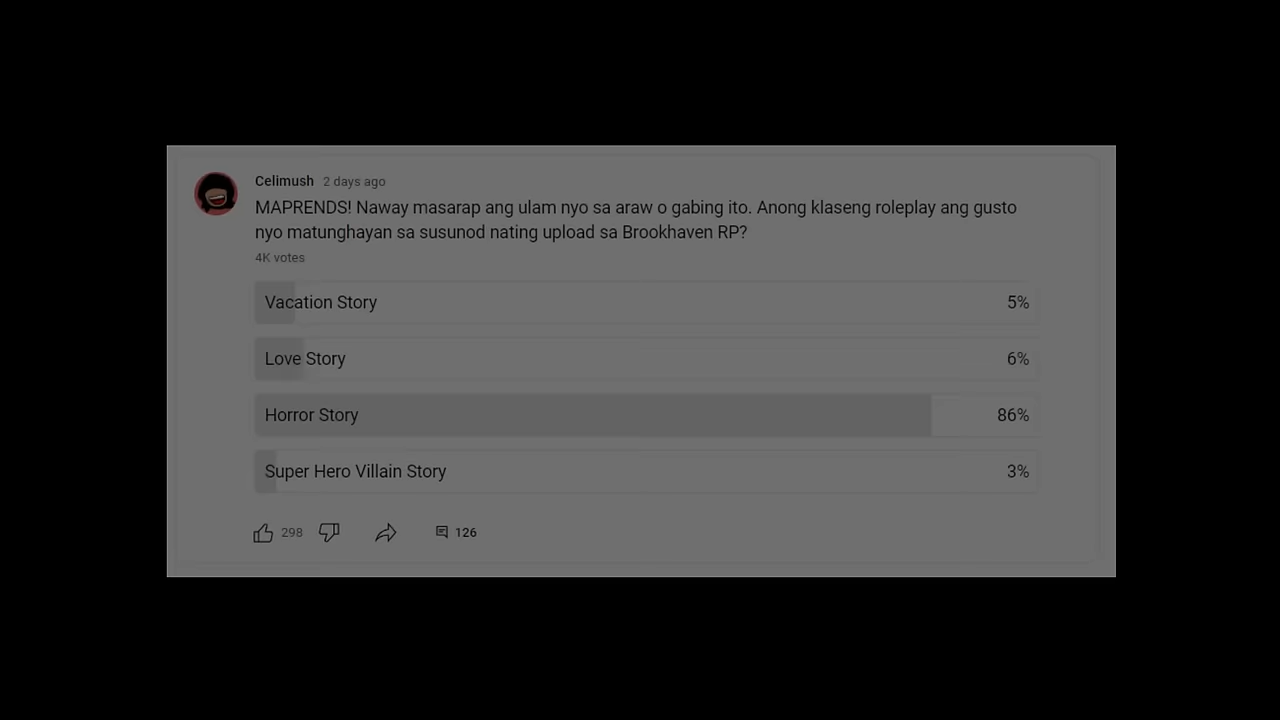 Celimush 2 days ago
MAPRENDS! Naway masarap ang ulam nyo sa araw o gabing ito. Anong klaseng roleplay ang gusto
nyo matunghayan sa susunod nating upload sa Brookhaven RP?
4K votes
Vacation Story 5%
Love Story 6%
Horror Story 86%
Super Hero Villain Story 3%
298 126